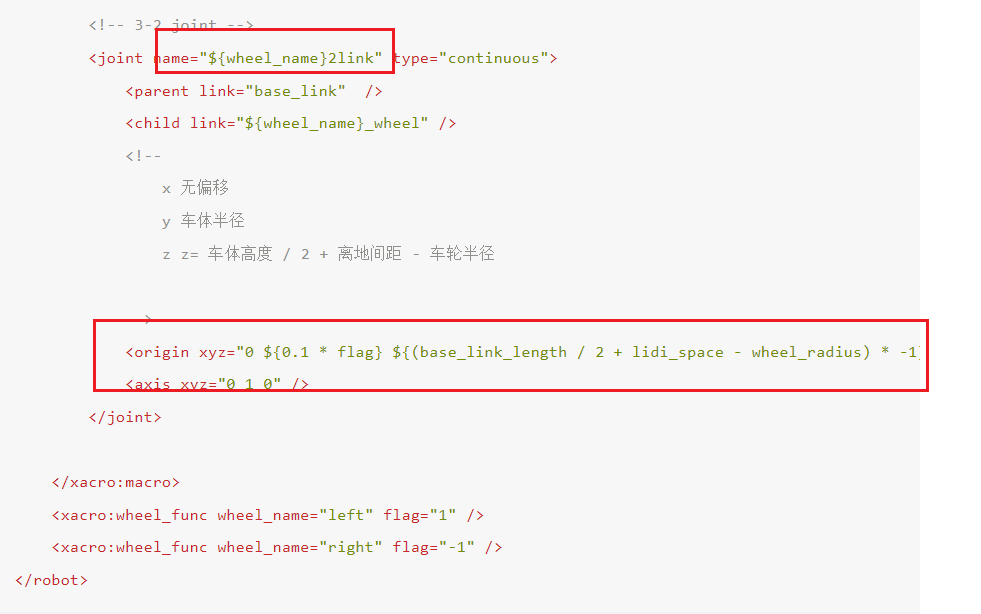 <!-- 3-2 joint -->
<joint name="${wheel_name}2link" type="continuous">
<parent link="base_link"  />
<child link="${wheel_name}_wheel" />
<!--
x 无偏移
y 车体半径
z z= 车体高度 / 2 + 离地间距 - 车轮半径
>
<origin xyz="0 ${0.1 * flag} ${(base_link_length / 2 + lidi_space - wheel_radius) * -1}
<axis xyz="0 1 0" />
</joint>
</xacro:macro>
<xacro:wheel_func wheel_name="left" flag="1" />
<xacro:wheel_func wheel_name="right" flag="-1" />
</robot>